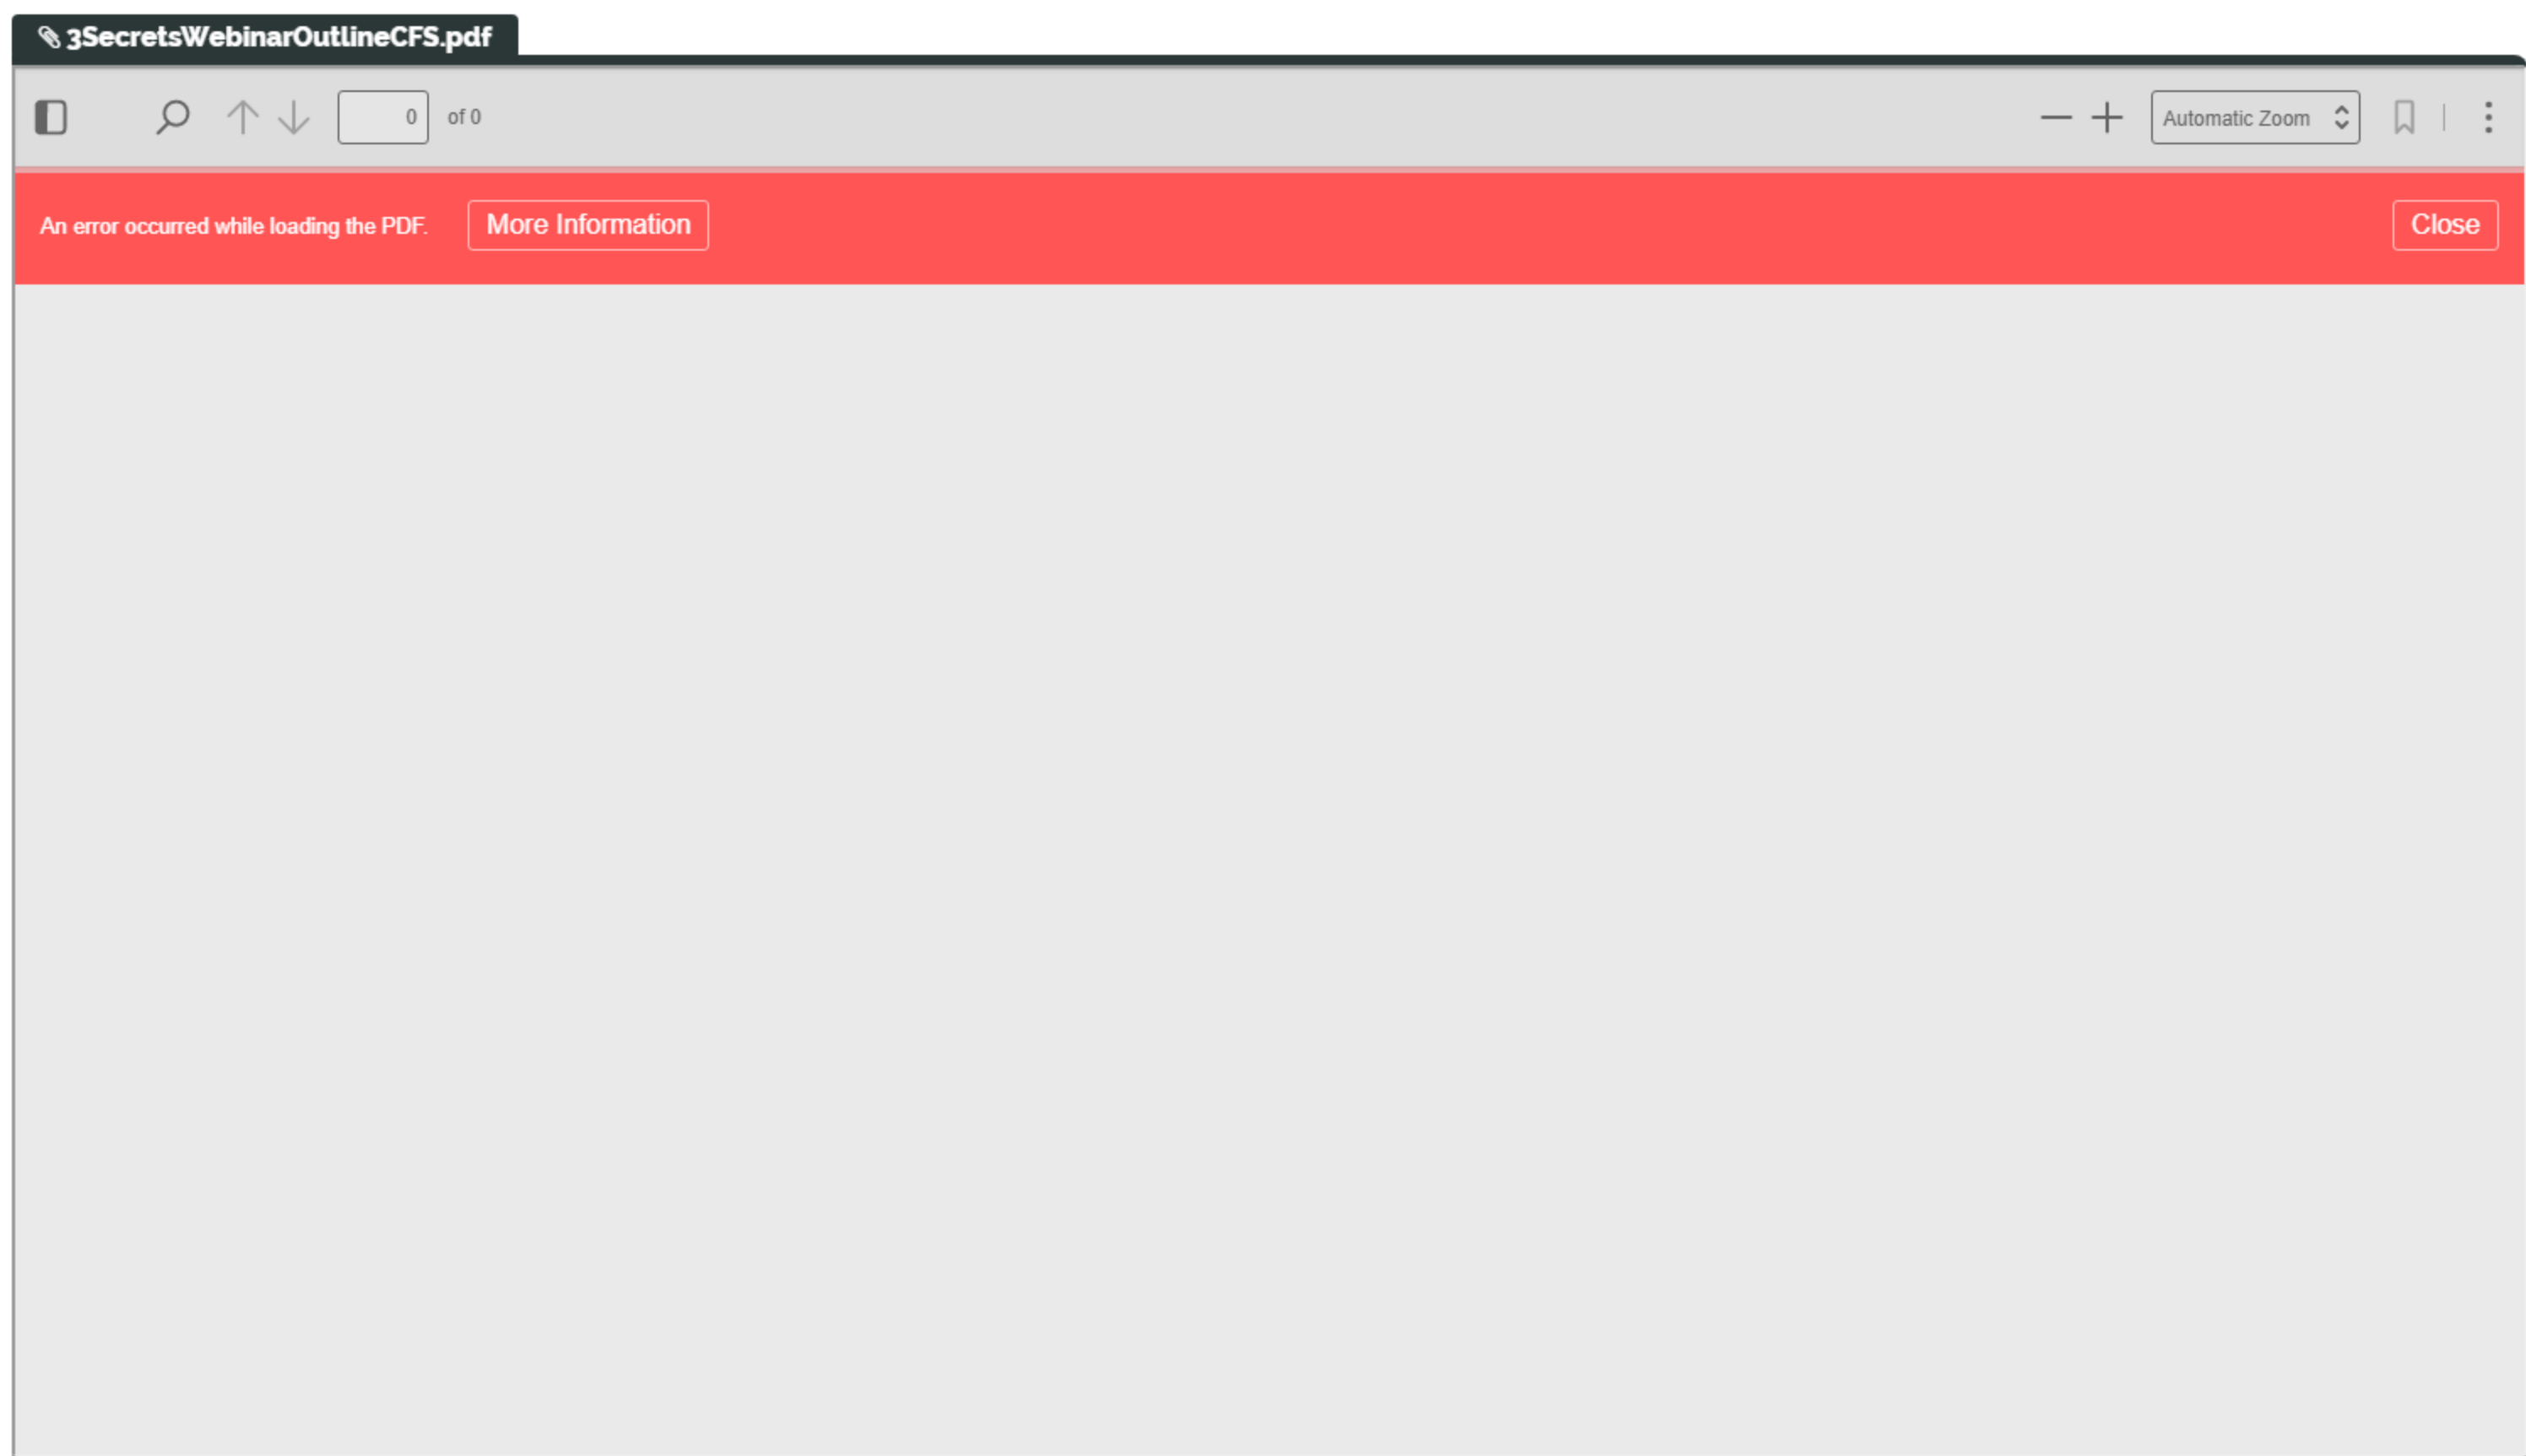 3SecretsWebinarOutlineCFS.pdf
0 of 0 Automatic Zoom
An error occurred while loading the PDF. More Information Close